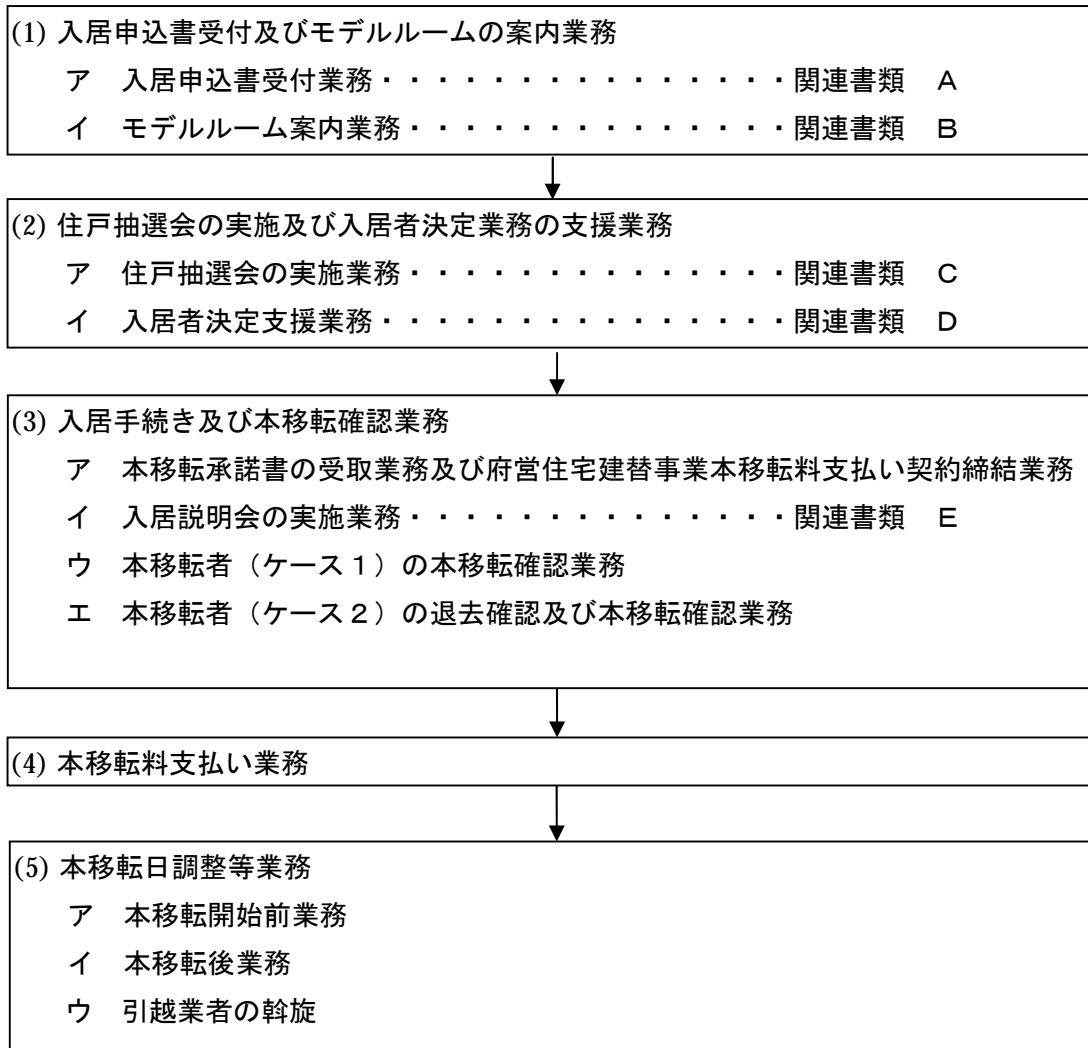 (1) 入居申込書受付及びモデルルームの案内業務
ア 入居申込書受付業務・・・・・・・・・・・・・・・関連書類 A
イ モデルルーム案内業務・・・・・・・・・・・・・・関連書類 B
(2) 住戸抽選会の実施及び入居者決定業務の支援業務
ア 住戸抽選会の実施業務・・・・・・・・・・・・・・関連書類 C
イ 入居者決定支援業務・・・・・・・・・・・・・・・関連書類 D
(3) 入居手続き及び本移転確認業務
ア 本移転承諾書の受取業務及び府営住宅建替事業本移転料支払い契約締結業務
イ 入居説明会の実施業務・・・・・・・・・・・・・・関連書類 E
ウ 本移転者（ケース１）の本移転確認業務
エ 本移転者（ケース２）の退去確認及び本移転確認業務
(4) 本移転料支払い業務
(5) 本移転日調整等業務
ア 本移転開始前業務
イ 本移転後業務
ウ 引越業者の斡旋